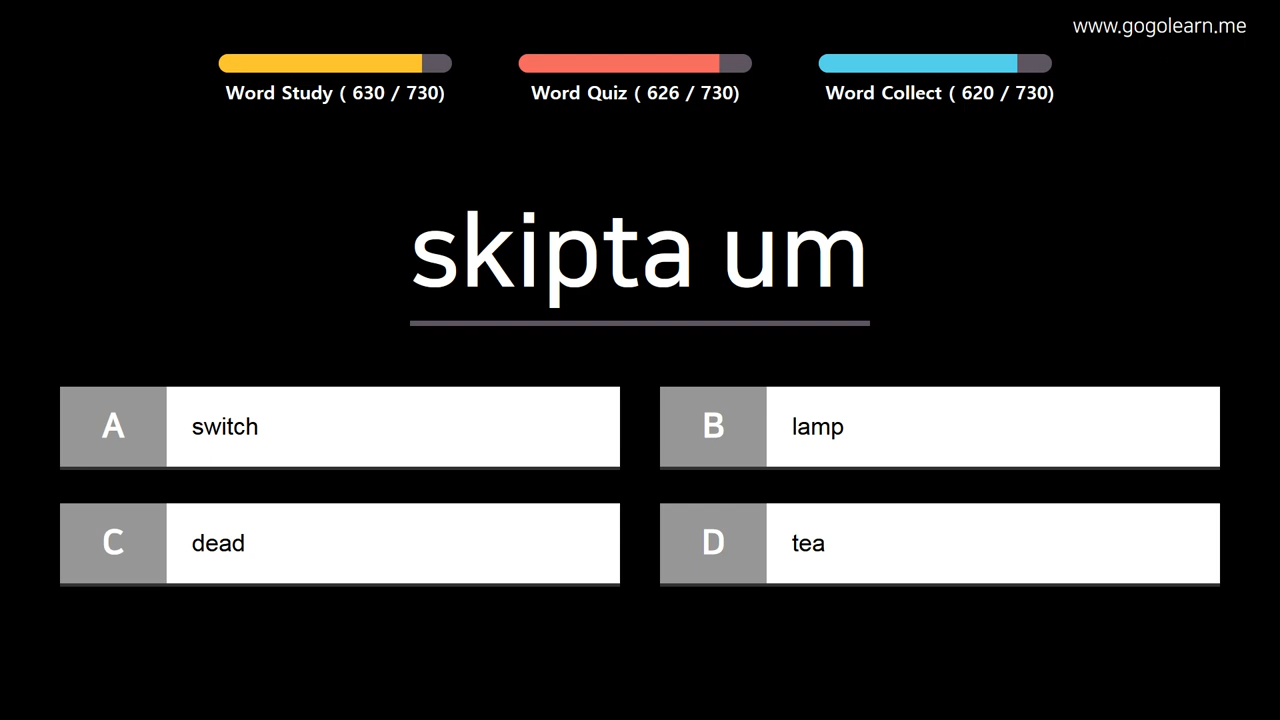 www.gogolearn.me
Word Study ( 630 / 730)
Word Quiz ( 626 / 730)
Word Collect ( 620 / 730)
skipta um
A switch
B lamp
C dead
D tea